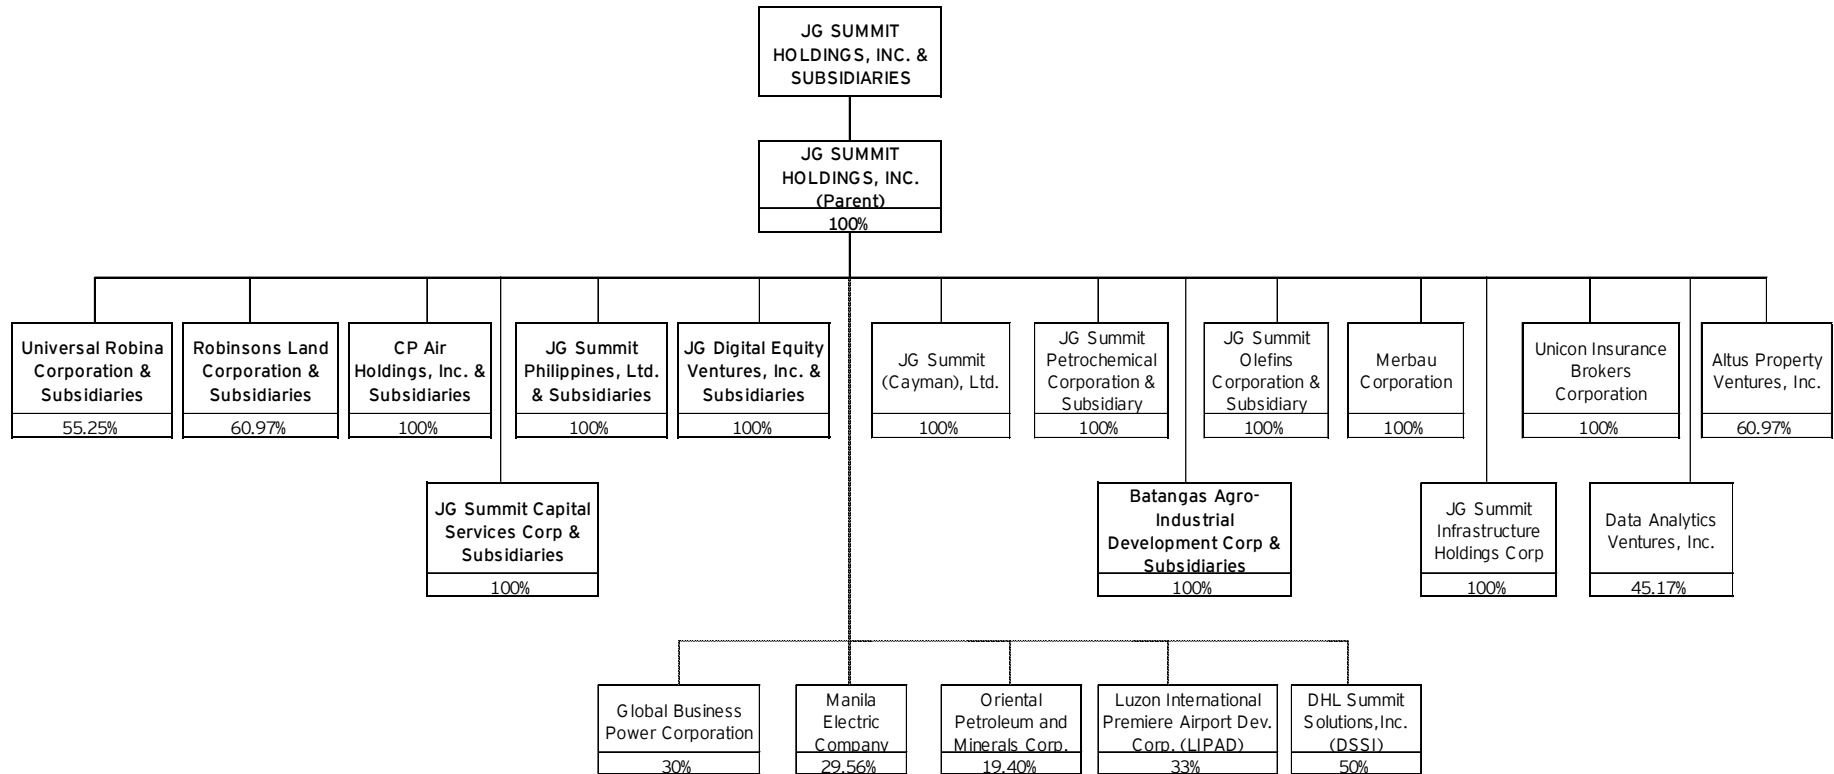 JG SUMMIT
HOLDINGS, INC. &
SUBSIDIARIES
JG SUMMIT
HOLDINGS, INC.
(Parent)
100%
Universal Robina
Corporation &
Subsidiaries
55.25%
Robinsons Land
Corporation &
Subsidiaries
60.97%
CP Air
Holdings, Inc. &
Subsidiaries
100%
JG Summit
Philippines, Ltd.
& Subsidiaries
100%
JG Digital Equity
Ventures, Inc. &
Subsidiaries
100%
JG Summit
(Cayman), Ltd.
100%
JG Summit
Petrochemical
Corporation &
Subsidiary
100%
JG Summit
Olefins
Corporation &
Subsidiary
100%
Merbau
Corporation
100%
Unicon Insurance
Brokers
Corporation
100%
Altus Property
Ventures, Inc.
60.97%
JG Summit Capital
Services Corp &
Subsidiaries
100%
Batangas Agro-
Industrial
Development Corp &
Subsidiaries
100%
JG Summit
Infrastructure
Holdings Corp
100%
Data Analytics
Ventures, Inc.
45.17%
Global Business
Power Corporation
30%
Manila
Electric
Company
29.56%
Oriental
Petroleum and
Minerals Corp.
19.40%
Luzon International
Premiere Airport Dev.
Corp. (LIPAD)
33%
DHL Summit
Solutions,Inc.
(DSSI)
50%